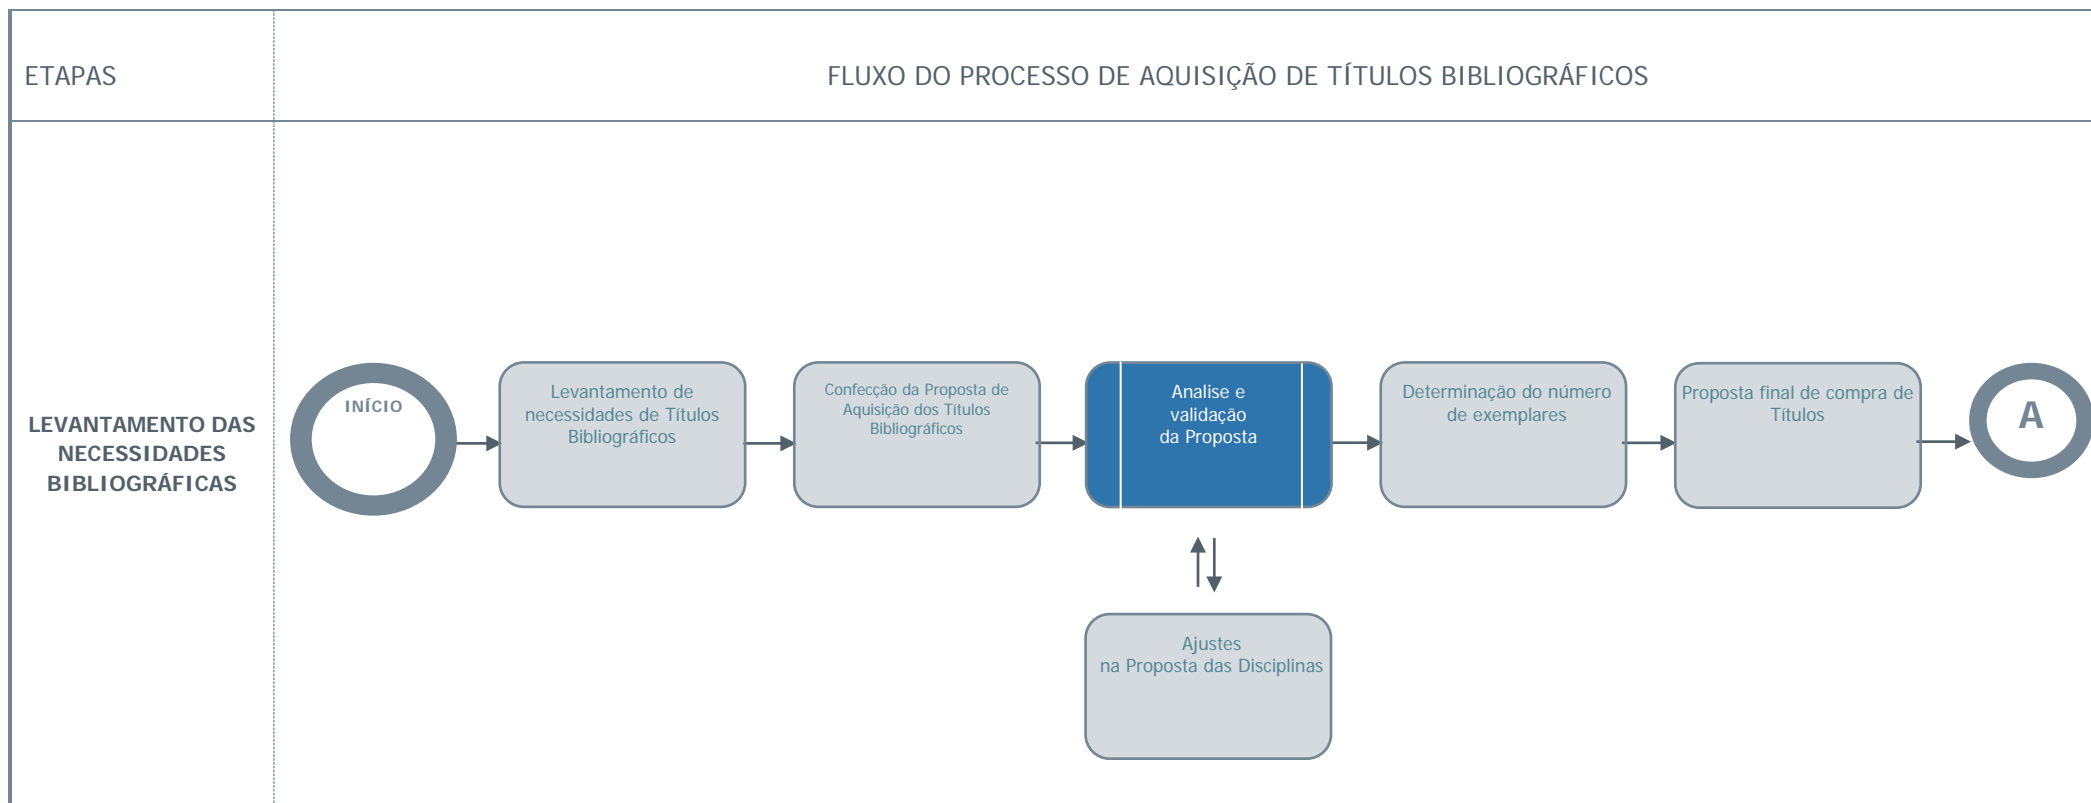 ETAPAS
FLUXO DO PROCESSO DE AQUISIÇÃO DE TÍTULOS BIBLIOGRÁFICOS
LEVANTAMENTO DAS
NECESSIDADES
BIBLIOGRÁFICAS
INÍCIO
Levantamento de
necessidades de Títulos
Bibliográficos
Confecção da Proposta de
Aquisição dos Títulos
Bibliográficos
Analise e
validação
da Proposta
Determinação do número
de exemplares
Proposta final de compra de
Títulos
A
Ajustes
na Proposta das Disciplinas